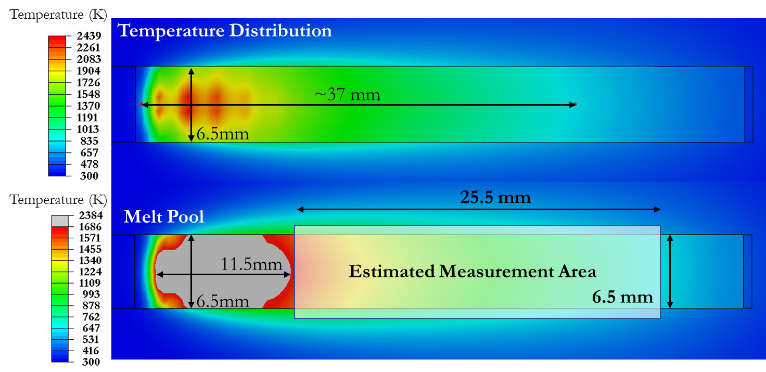 Temperature (K)
Temperature Distribution
2439
2261
2083
1904
1726
1548
1370
1191
1013
835
657
478
300
~37 mm
6.5mm
Temperature (K)
Melt Pool
25.5 mm
2384
1686
1571
1455
1340
1224
1109
993
878
762
647
531
416
300
11.5mm
Estimated Measurement Area
6.5mm
6.5 mm